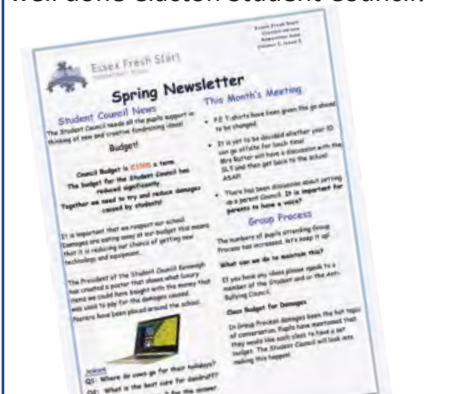 Well done Clacton Student Council!
Essex Fresh Start
Essex Fresh Start
Spring Newsletter
Student Council News
The Student Council needs all the pupils support in
thinking of new and creative fundraising ideas!
Budget!
Council Budget is a term
The budget for the Student Council has
reduced significantly.
Together we need to try and reduce damages
caused by students!
It is important that we respect our school.
Damages are eating away at our budget that means
that it is reducing our chance of getting new
technology and equipment.
The President of the Student Council
has created a poster that shows what luxury
items we could have bought with the money that
was used to pay for the damages caused.
Posters have been placed around the school.
Jokes
Q1: Where do cows go for their holidays?
Q2: What is the best cure for dandruff?
for the answer
This Month's Meeting
P.E T-shirts have been given the go ahead
to be changed.
It is yet to be decided whether year 10
can go offsite for lunch time!
Mrs Rutter will have a discussion with the
SLT and then get back to the school
ASAP!
There has been discussion about setting
up a parent Council. It is important for
parents to have a voice!
Group Process
The numbers of pupils attending Group
Process has increased, let's keep it up!
What can we do to maintain this?
If you have any ideas please speak to a
member of the Student or the Anti-
Bullying Council.
Class Budget for Damages
In Group Process damages been the hot topic
of conversation. Pupils have mentioned that
they would like each class to have a set
budget. The Student Council will look into
making this happen!